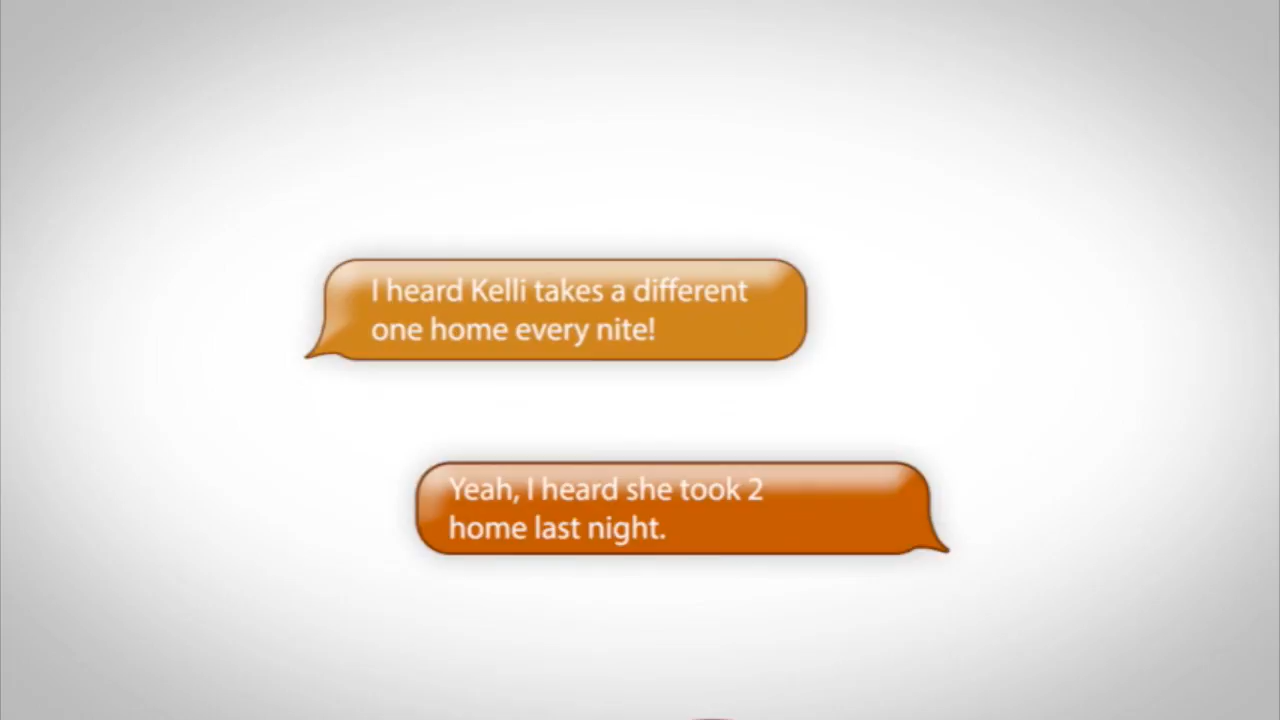 I heard Kelli takes a different
one home every nite!
Yeah, I heard she took 2
home last night.